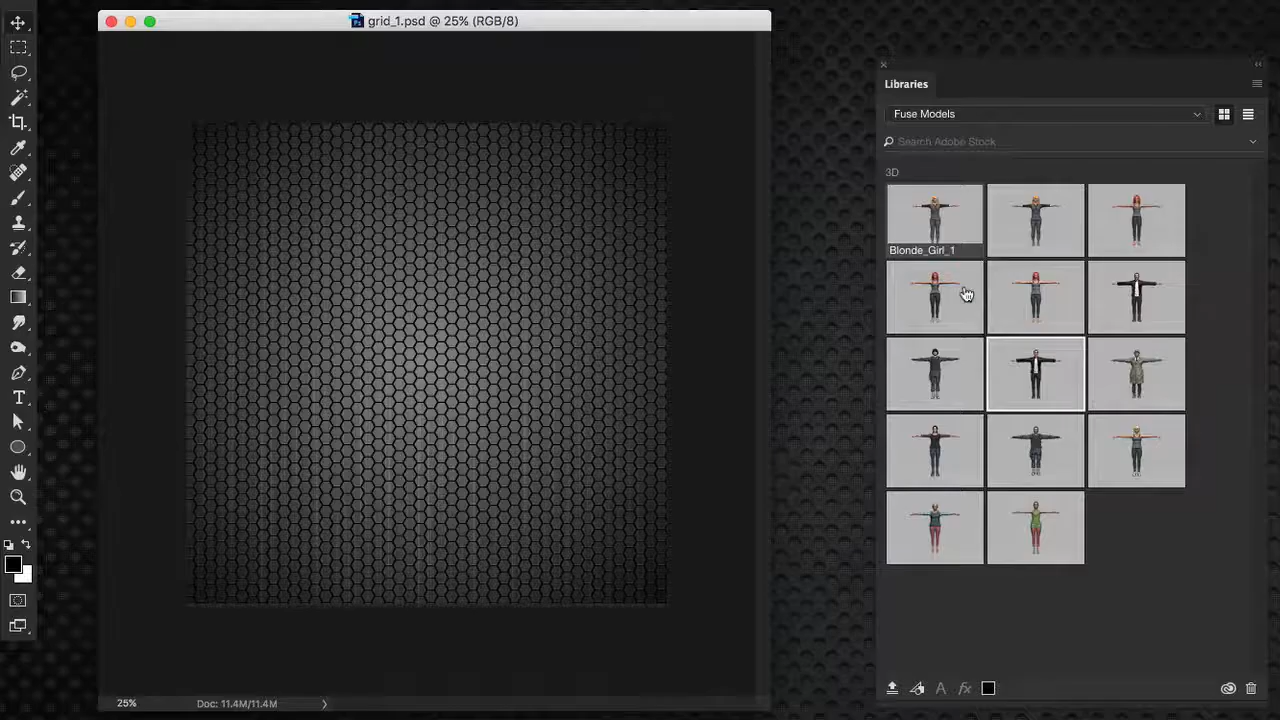 grid_1.psd @ 25% (RGB/8)
Libraries
Fuse Models
Search Adobe Stock
3D
Blonde_Girl_1
25%
Doc: 11.4M/11.4M